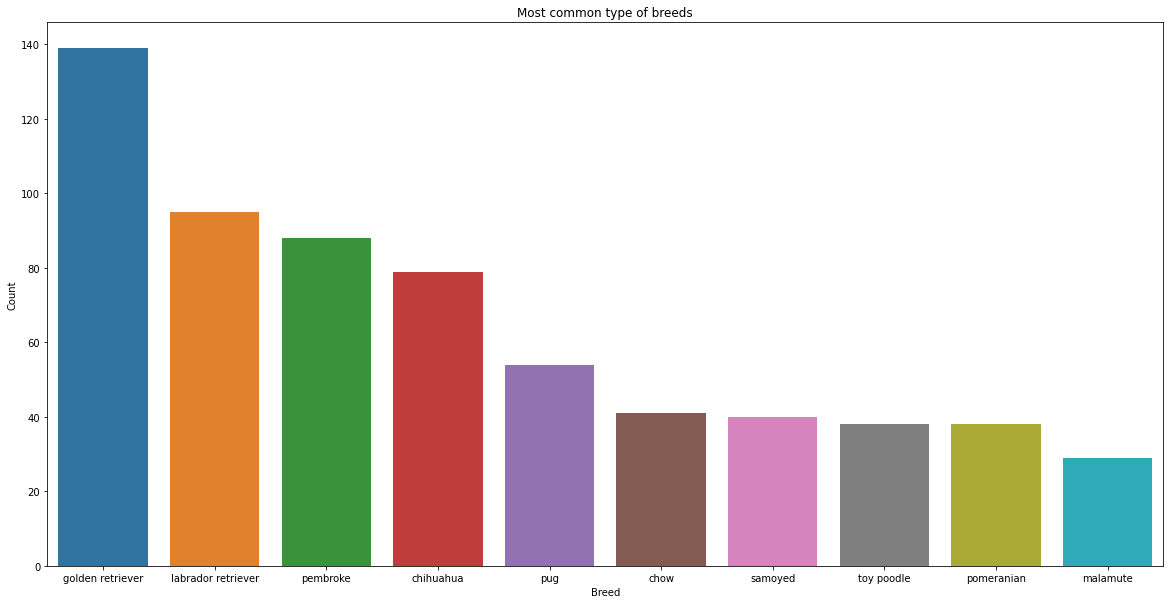 Most common type of breeds
140
120
100
80
60
40
20
0
Count
golden retriever
labrador retriever
pembroke
chihuahua
pug
chow
samoyed
toy poodle
pomeranian
malamute
Breed